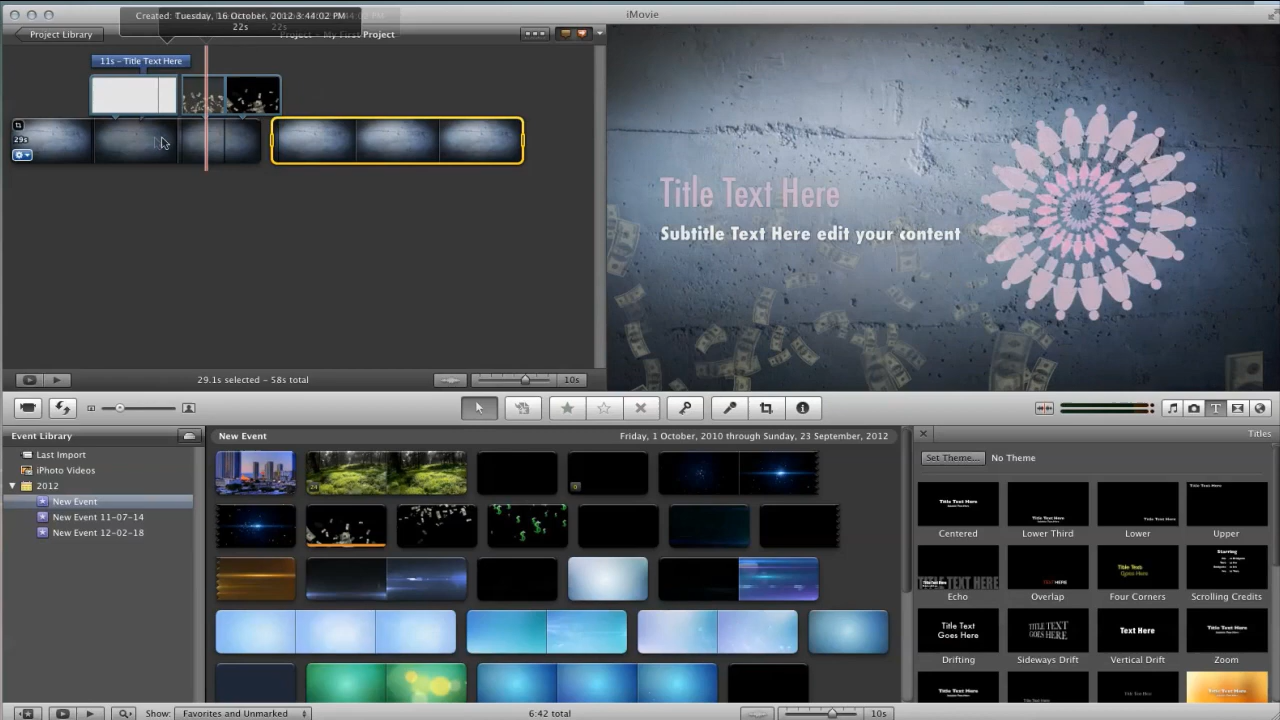 iMovie
Created: Tuesday, 16 October, 2012 3:44:02 PM
22s
Project Library
Project - My First Project
11s - Title Text Here
29s
Title Text Here
Subtitle Text Here edit your content
29.1s selected - 58s total
10s
Event Library
New Event
Friday, 1 October, 2010 through Sunday, 23 September, 2012
Titles
Last Import
iPhoto Videos
2012
New Event
New Event 11-07-14
New Event 12-02-18
Set Theme...
No Theme
Centered
Lower Third
Lower
Upper
Echo
Overlap
Four Corners
Scrolling Credits
Drifting
Sideways Drift
Vertical Drift
Zoom
Show:
Favorites and Unmarked
6:42 total
10s